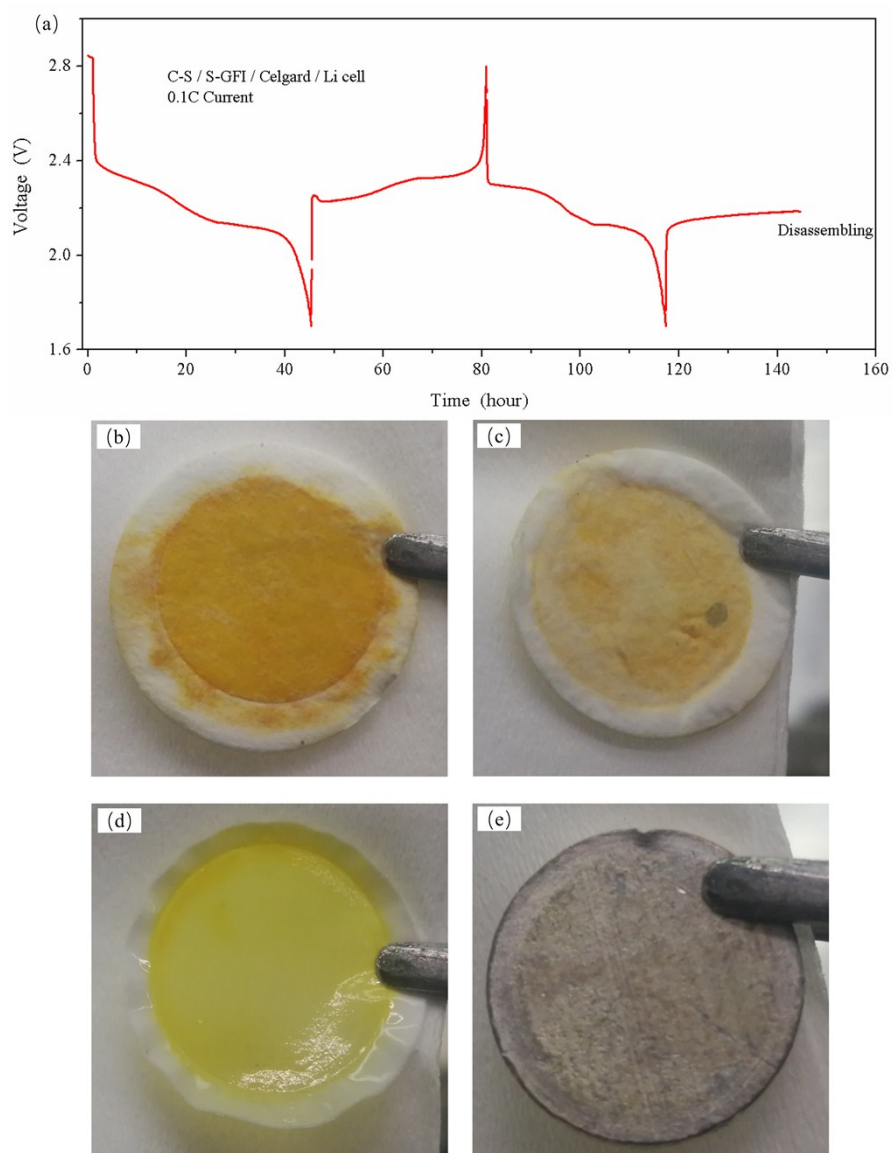 (a)
2.8
C-S / S-GFI / Celgard / Li cell
0.1C Current
2.4
Voltage (V)
2.0
Disassembling
1.6
0 20 40 60 80 100 120 140 160
Time (hour)
(b)
(c)
(d)
(e)